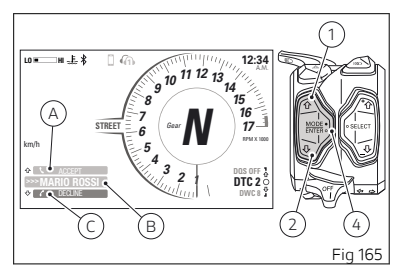 1
LO HI
12:34
A.M.
1 2 3 4 5 6 7 8 9 10 11 12 13 14 15 16 17
RPM X 1000
STREET
Gear
N
km/h
A
ACCEPT
>>>MARIO ROSSI
DECLINE
C
B
DQS OFF
DTC 2
DWC II
MODE
ENTER
SELECT
OFF
2
4
Fig 165